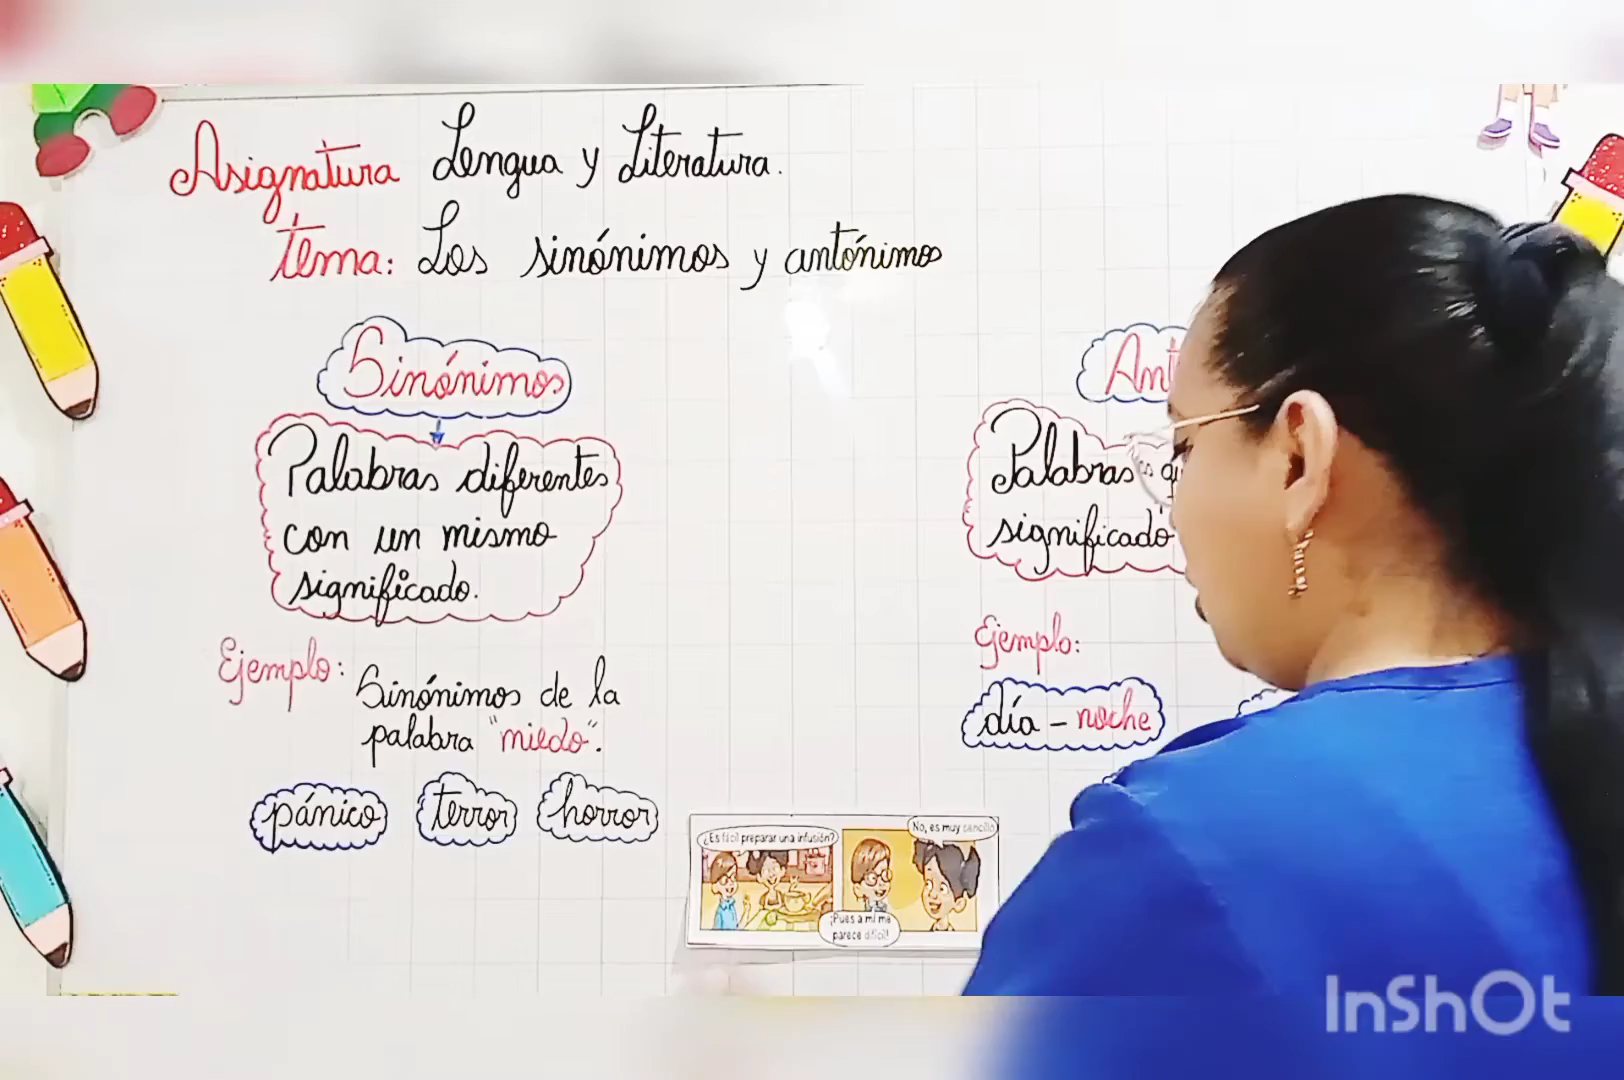 Asignatura Lengua y Literatura.
tema: Los sinónimos y antónimos
Sinónimos
Palabras diferentes
con un mismo
significado.
Ejemplo: Sinónimos de la
palabra "miedo".
pánico terror horror
Palabras
significado
Ejemplo:
día - noche
¿Es fácil preparar una infusión?
No, es muy sencillo
¡Pues a mí me
parece difícil!
InShOt